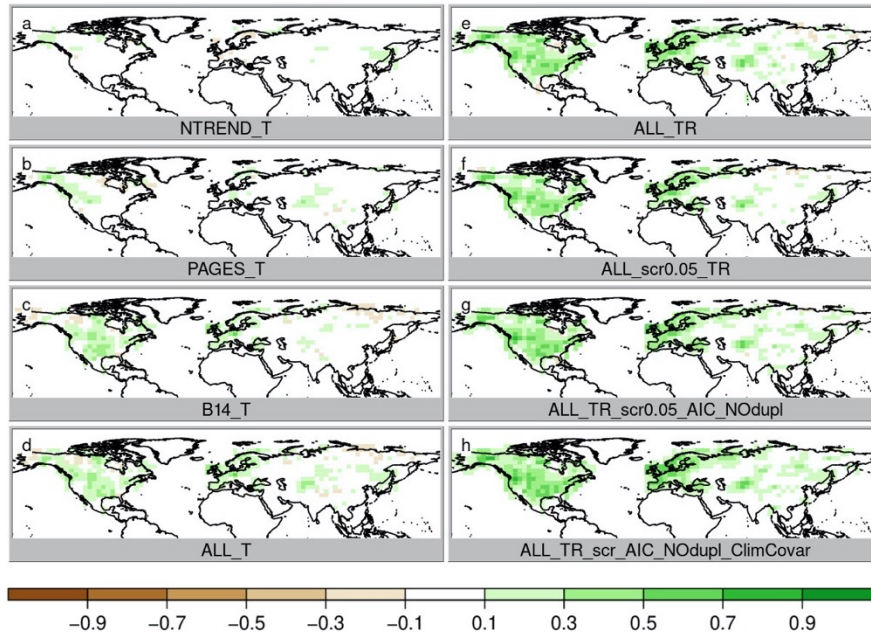 a
NTREND_T
b
PAGES_T
c
B14_T
d
ALL_T
e
ALL_TR
f
ALL_scr0.05_TR
g
ALL_TR_scr0.05_AIC_NOdupl
h
ALL_TR_scr_AIC_NOdupl_ClimCovar
−0.9 −0.7 −0.5 −0.3 −0.1 0.1 0.3 0.5 0.7 0.9